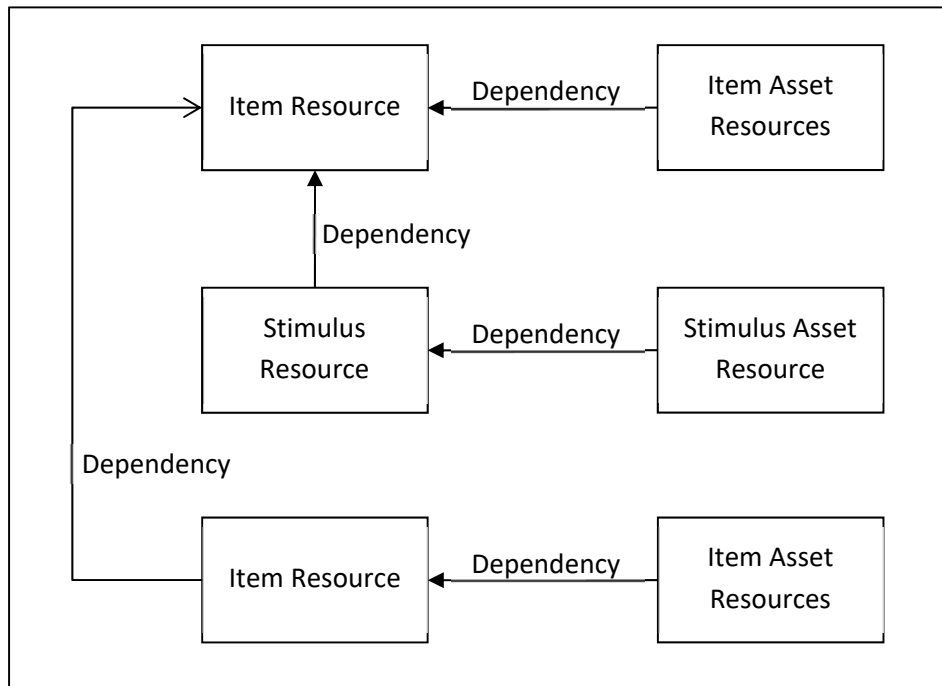 Item Resource
Dependency
Item Asset
Resources
Dependency
Stimulus
Resource
Dependency
Stimulus Asset
Resource
Dependency
Item Resource
Dependency
Item Asset
Resources